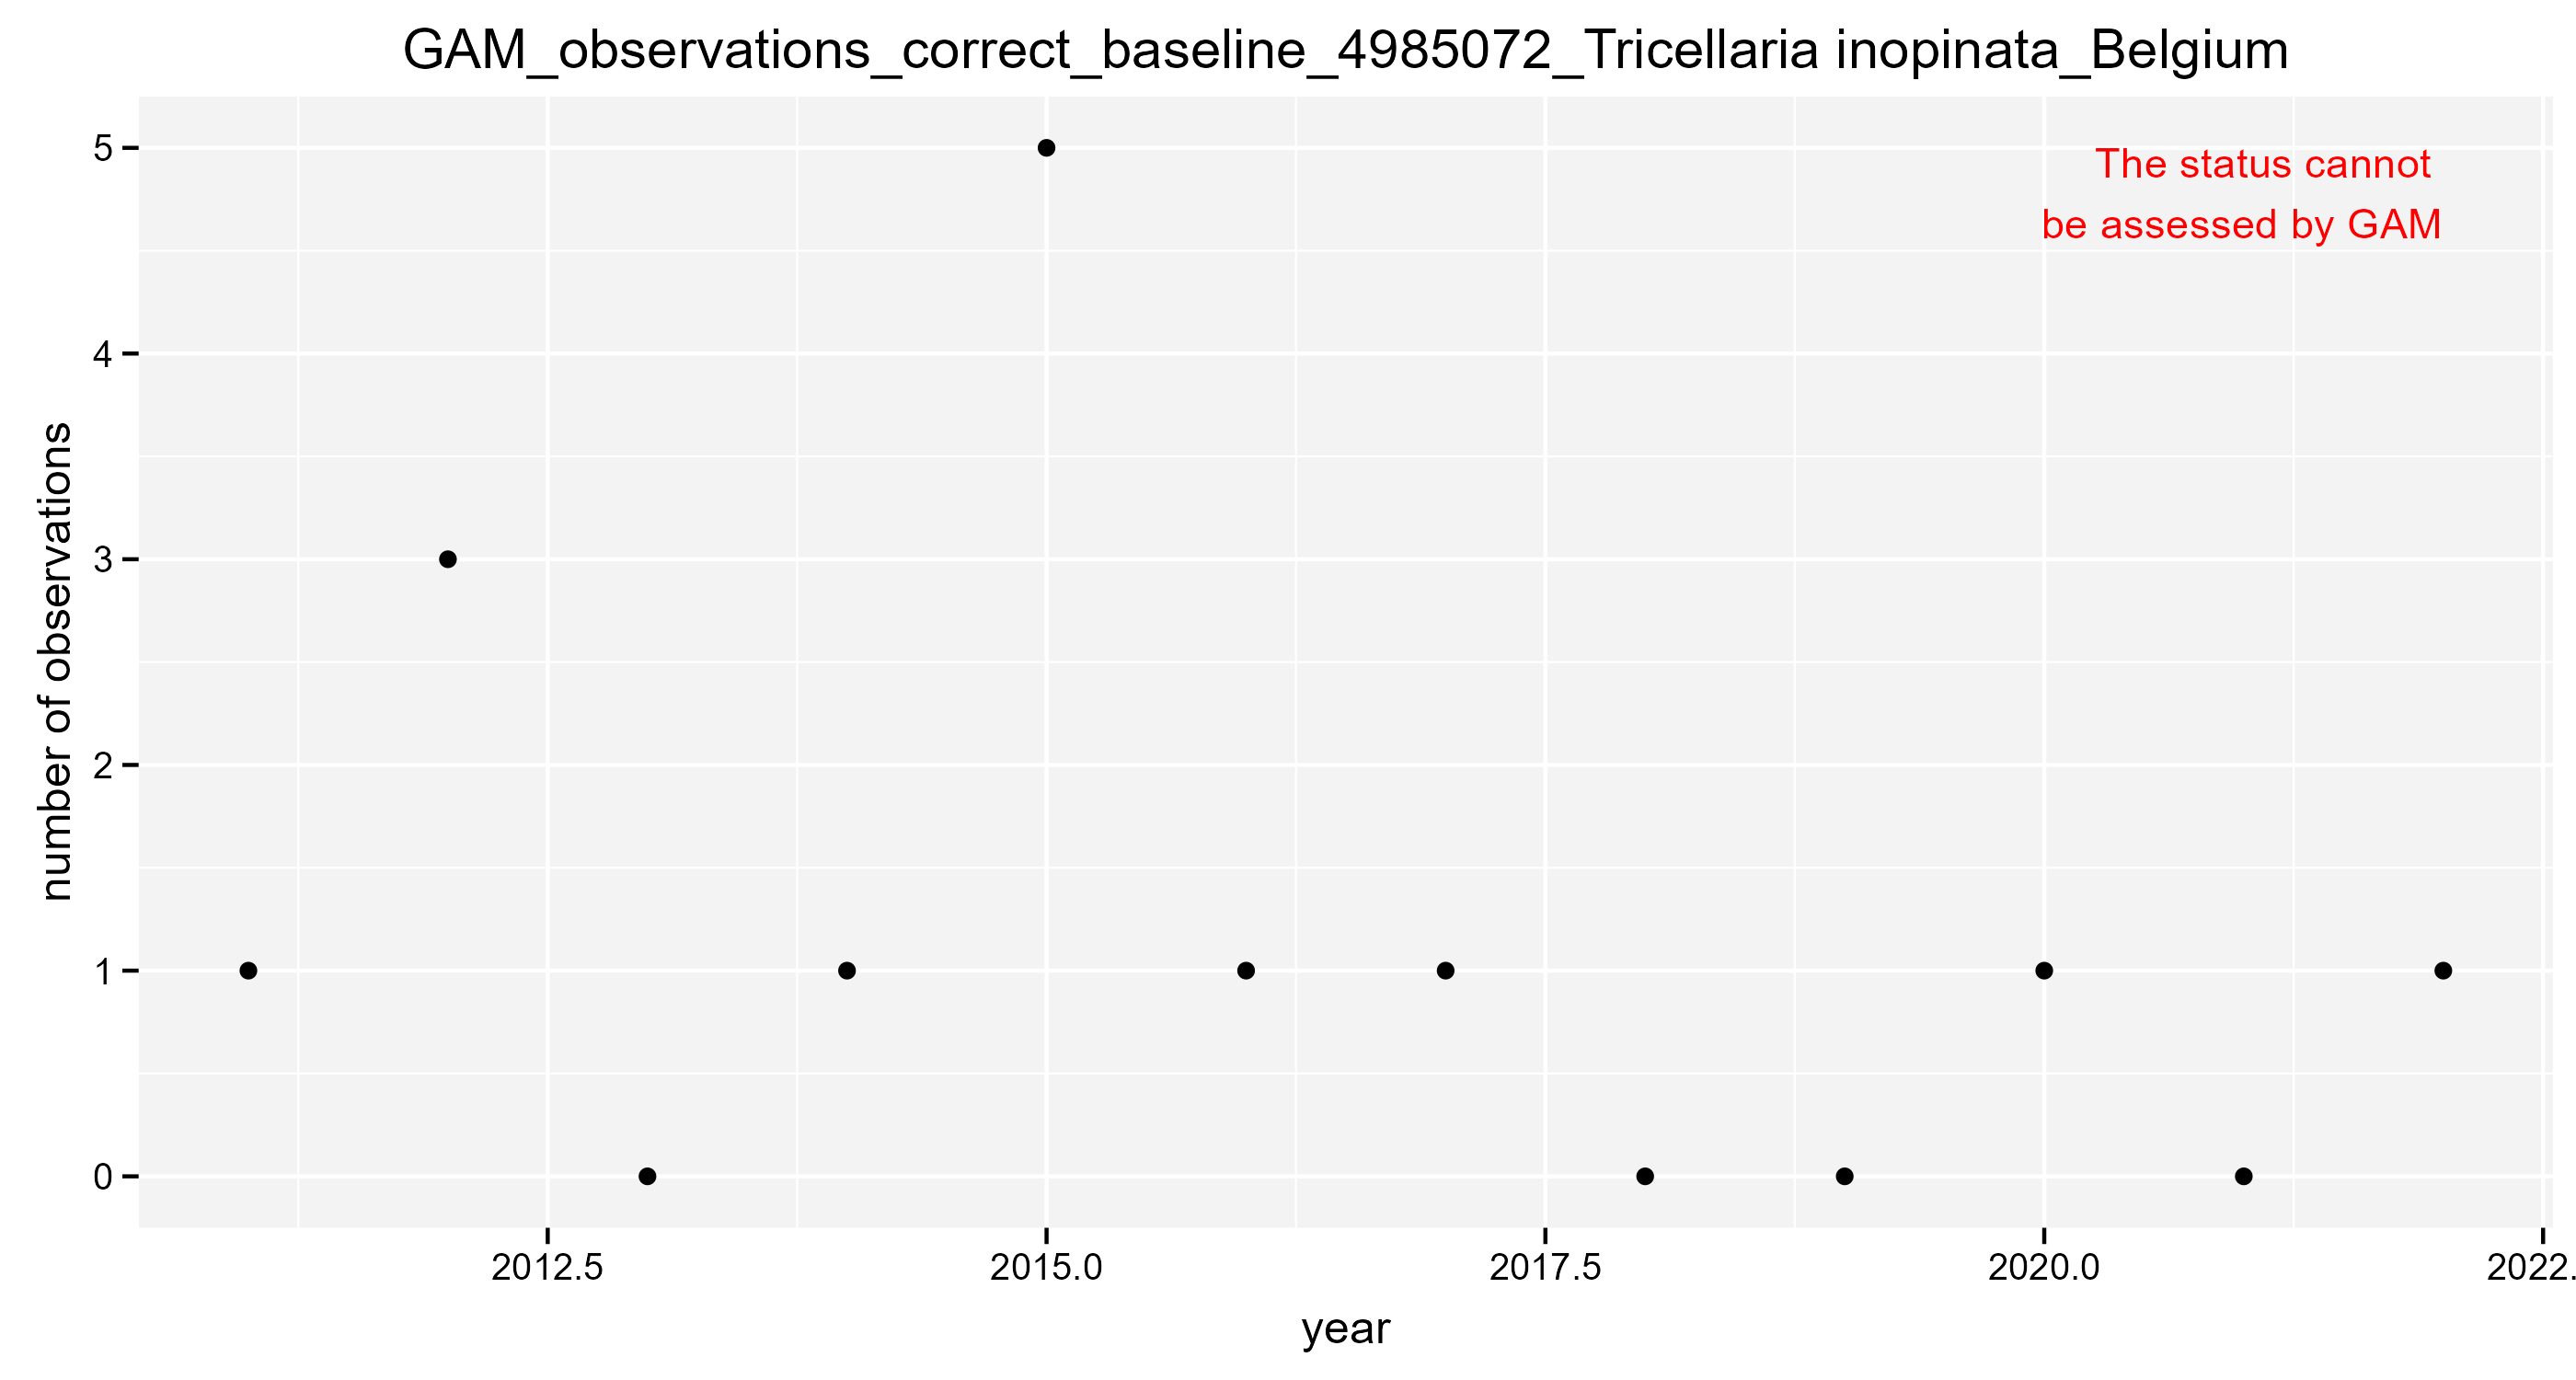 GAM_observations_correct_baseline_4985072_Tricellaria inopinata_Belgium
The status cannot
be assessed by GAM
number of observations
5
4
3
2
1
0
2012.5 2015.0 2017.5 2020.0 2022.
year